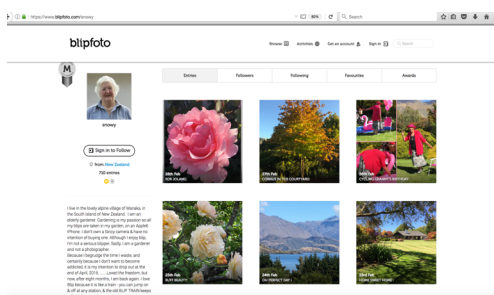 https://www.blipfoto.com/snowy
80%
Search
blipfoto
Browse
Activities
Get an account
Sign in
Search
M
Entries
Followers
Following
Favourites
Awards
snowy
Sign in to Follow
from New Zealand
750 entries
28th Feb
27th Feb
CORNUS IN THE COURTYARD
26th Feb
CYCLING GRANNY'S BIRTHDAY
I live in the lovely alpine village of Wanaka, in
the South Island of New Zealand. I am an
elderly gardener. Gardening is my passion so all
my blips are taken in my garden, on an Apple
iPhone. I don't own a fancy camera & have no
intention of buying one. Although I enjoy blip,
I'm not a serious blipper. Sadly I am a gardener
and not a photographer.
Because I begrudge the time I waste, and
certainly because I don't want to become
addicted, it is my intention to drop out at the
end of April, 2015. ..... Loved the freedom, but
now, after eight months, I am back again. I love
Blip because it is like a train - you can jump on
& off at any station, & the old BLIP TRAIN keeps
25th Feb
RUST BEAUTY
24th Feb
ON PERFECT DAY !
23rd Feb
HOME SWEET HOME